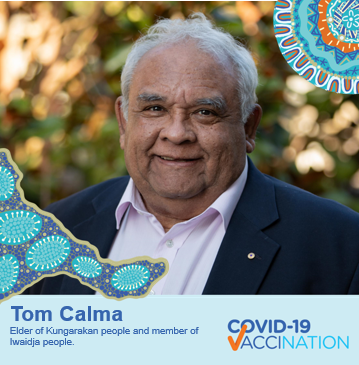 Tom Calma
Elder of Kungarakan people and member of
Iwaidja people.
COVID-19
VACCINATION